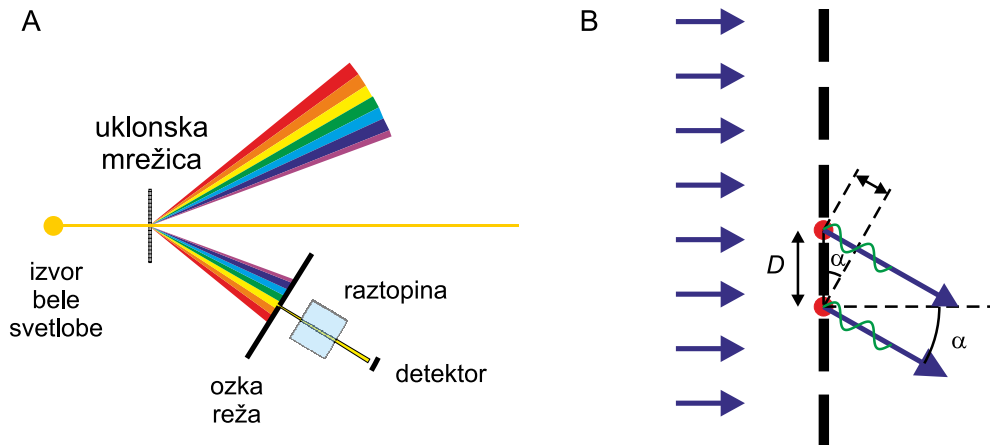 A
uklonska
mrežica
izvor
bele
svetlobe
raztopina
ozka
reža
detektor
B
D
α
α